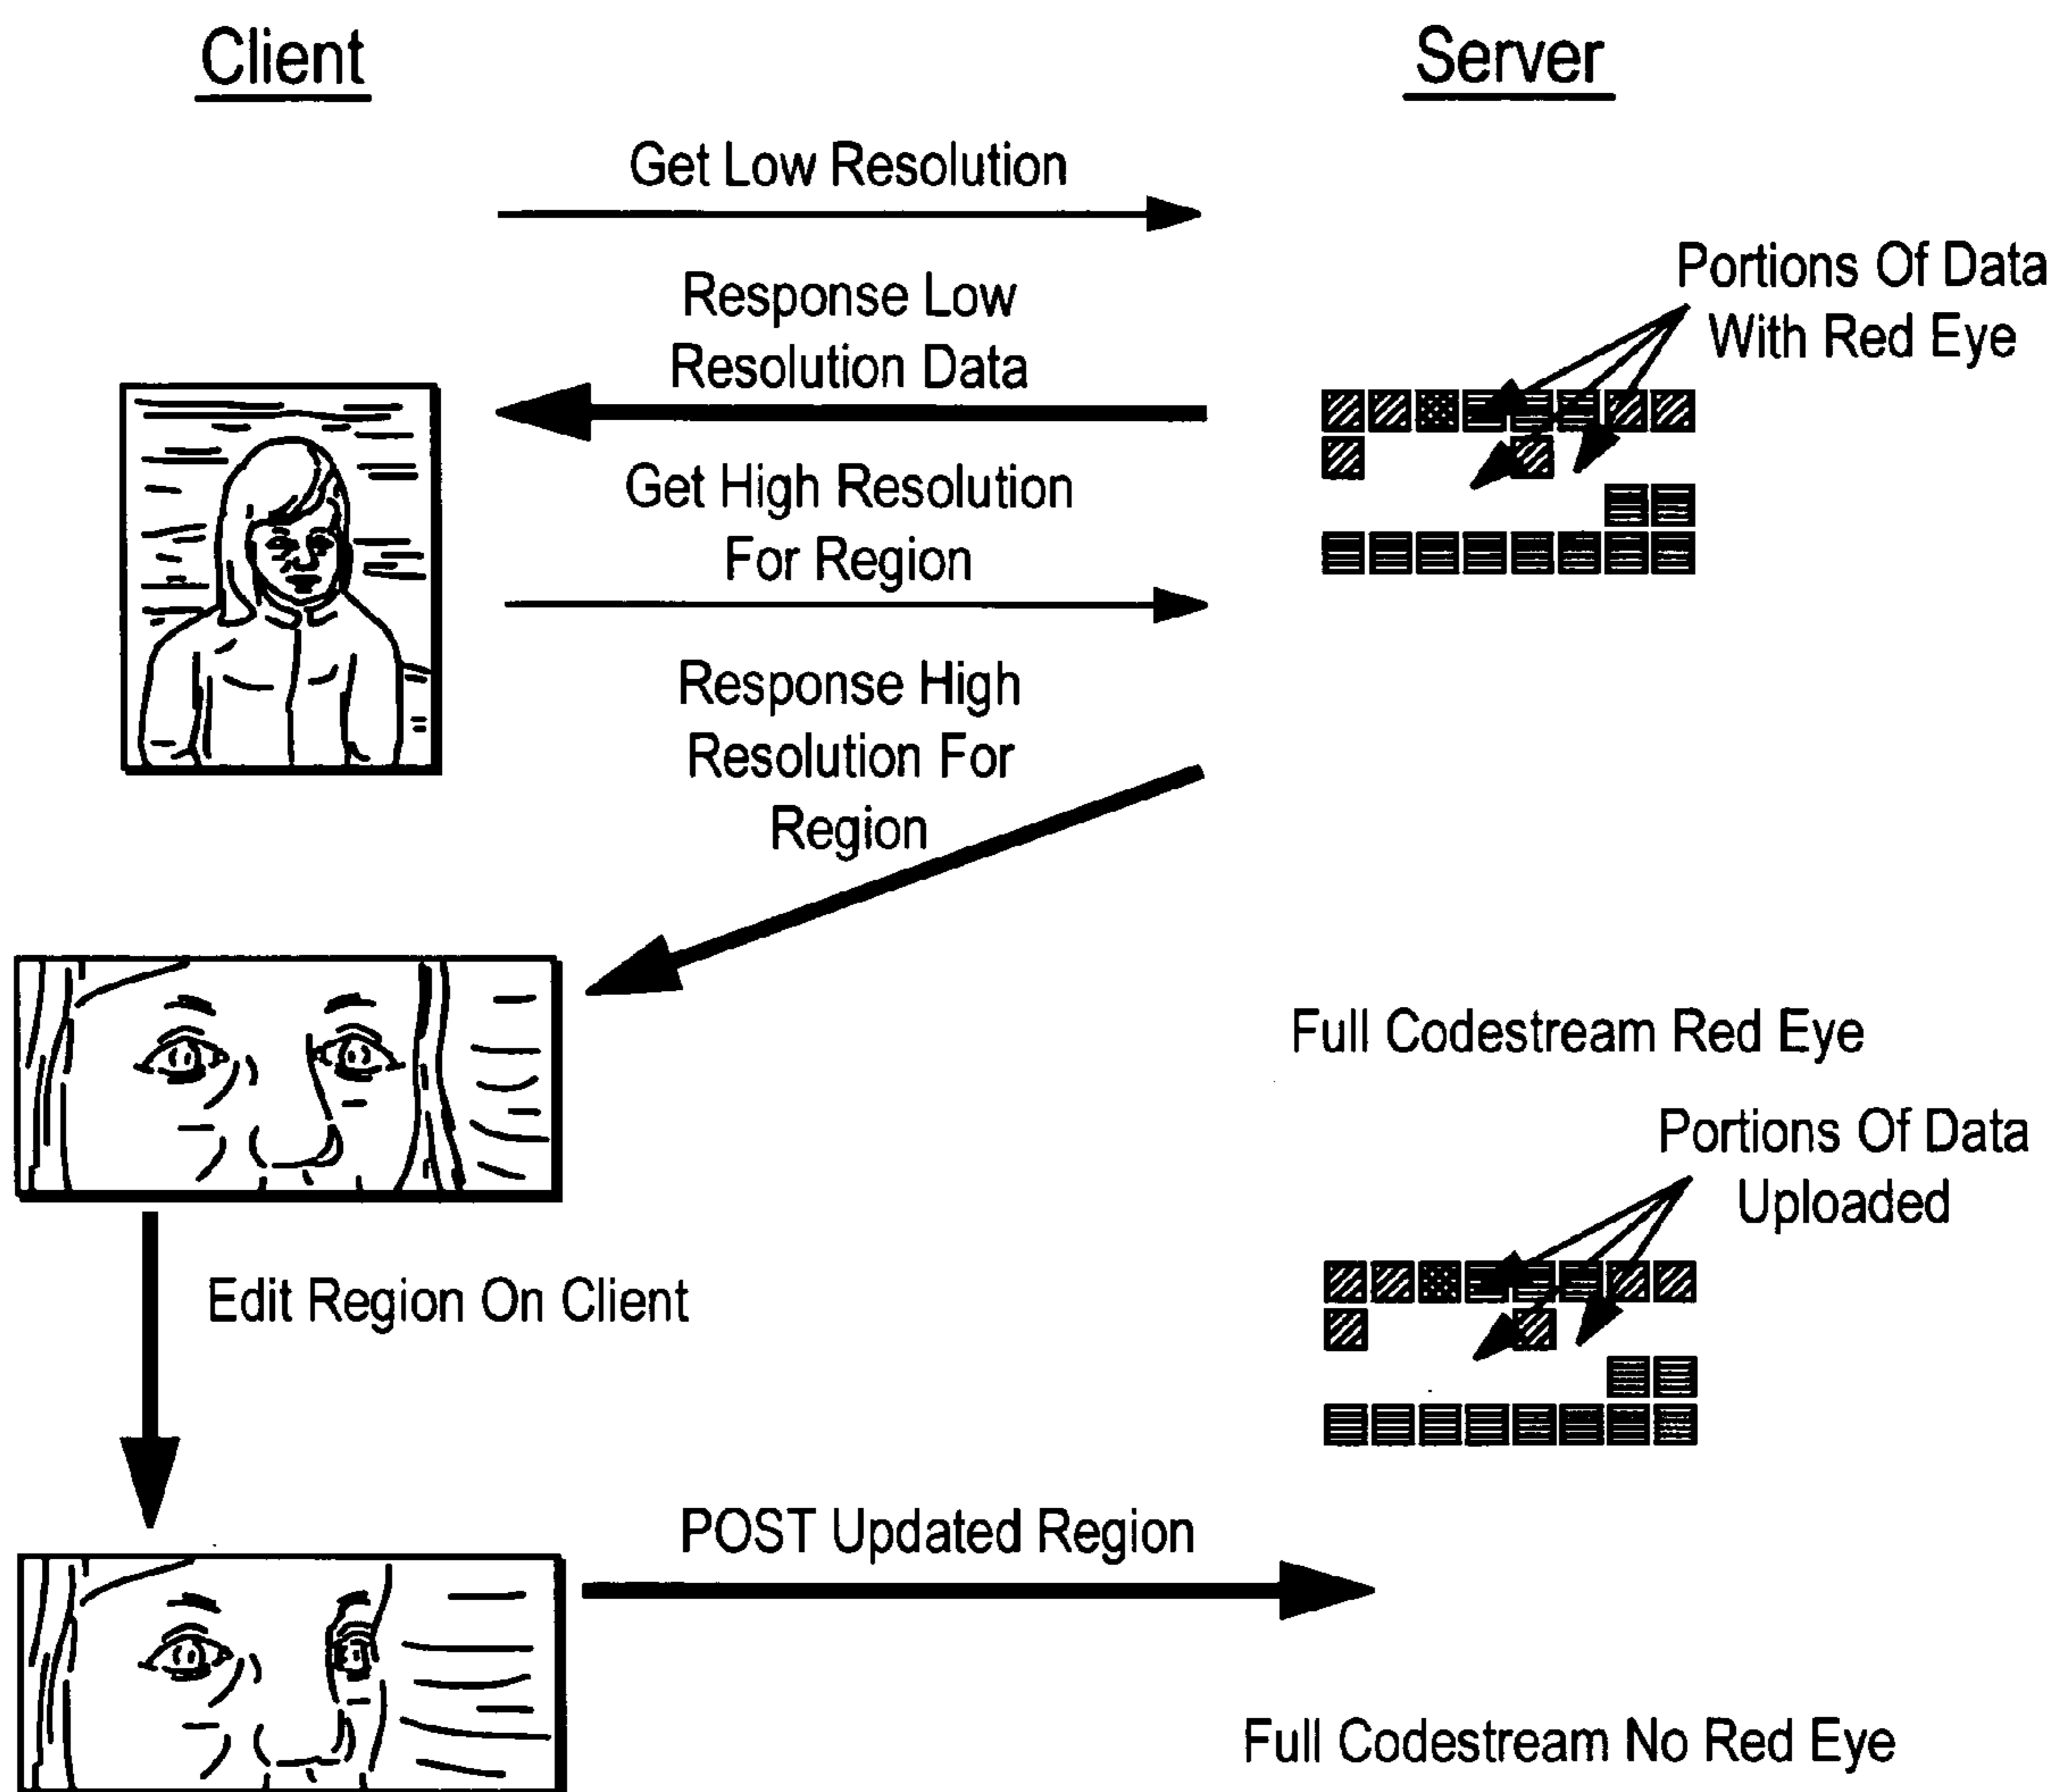 Client
Server
Get Low Resolution
Portions Of Data
With Red Eye
Response Low
Resolution Data
Get High Resolution
For Region
Response High
Resolution For
Region
Full Codestream Red Eye
Portions Of Data
Uploaded
Edit Region On Client
POST Updated Region
Full Codestream No Red Eye